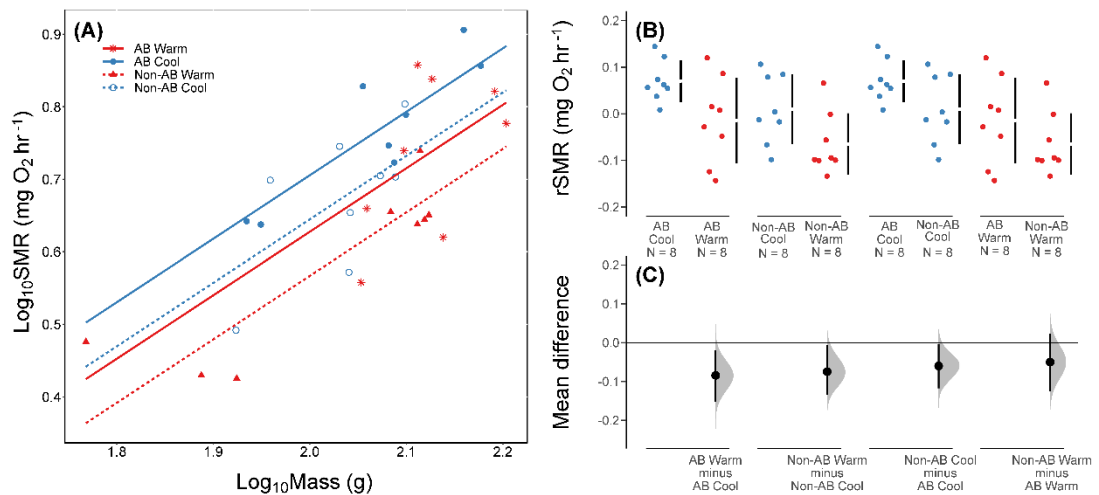 (A)
AB Warm
AB Cool
Non-AB Warm
Non-AB Cool
0.9
0.8
0.7
0.6
0.5
0.4
Log₁₀SMR (mg O₂ hr⁻¹)
1.8
1.9
2.0
2.1
2.2
Log₁₀Mass (g)
(B)
0.2
0.1
0.0
-0.1
-0.2
rSMR (mg O₂ hr⁻¹)
AB Cool N = 8
AB Warm N = 8
Non-AB Cool N = 8
Non-AB Warm N = 8
AB Cool N = 8
Non-AB Cool N = 8
AB Warm N = 8
Non-AB Warm N = 8
(C)
0.2
0.1
0.0
-0.1
-0.2
Mean difference
AB Warm
minus
AB Cool
Non-AB Warm
minus
Non-AB Cool
Non-AB Cool
minus
AB Cool
Non-AB Warm
minus
AB Warm